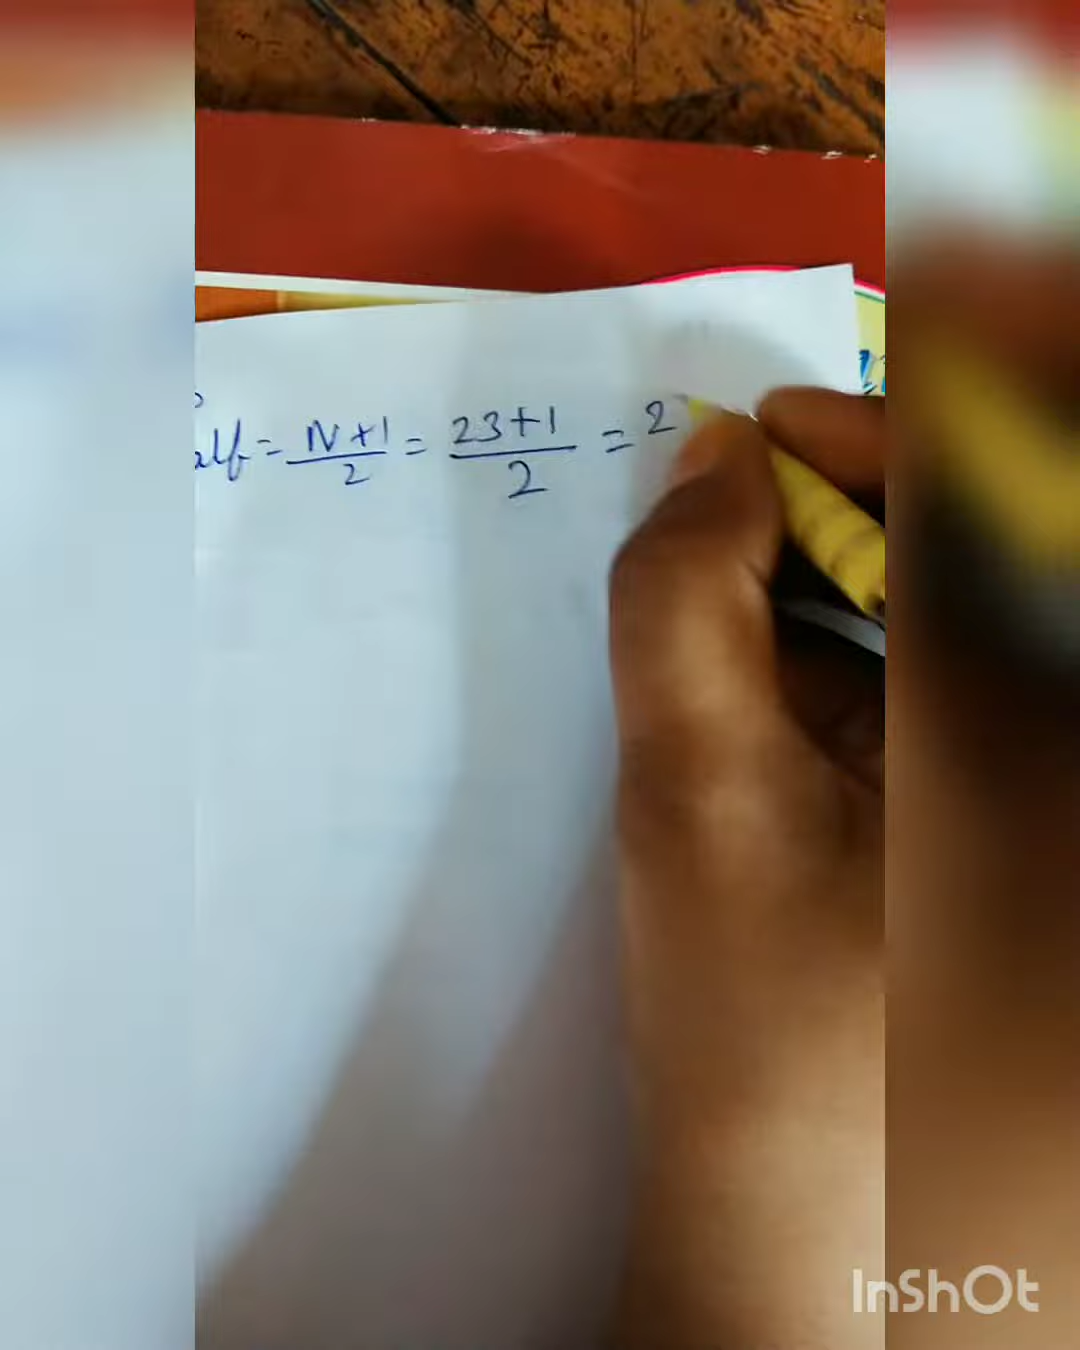 alf = N+1/2 = 23+1/2 = 2
InShOt